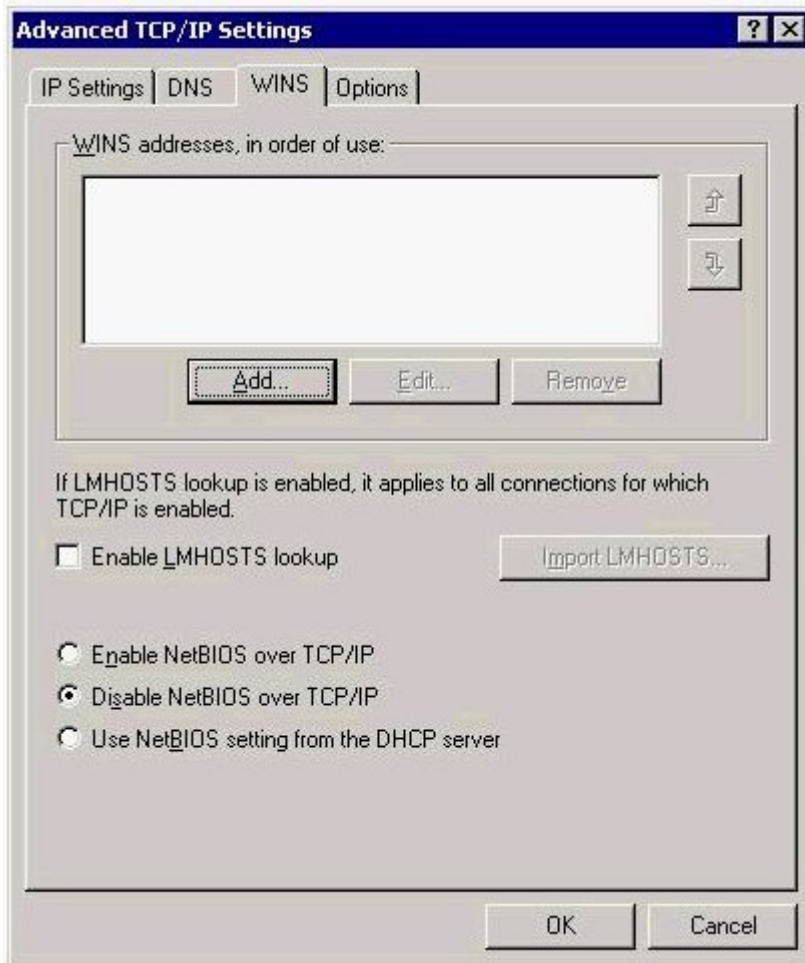 Advanced TCP/IP Settings
IP Settings
DNS
WINS
Options
WINS addresses, in order of use:
Add...
Edit...
Remove
If LMHOSTS lookup is enabled, it applies to all connections for which
TCP/IP is enabled.
Enable LMHOSTS lookup
Import LMHOSTS...
Enable NetBIOS over TCP/IP
Disable NetBIOS over TCP/IP
Use NetBIOS setting from the DHCP server
OK
Cancel